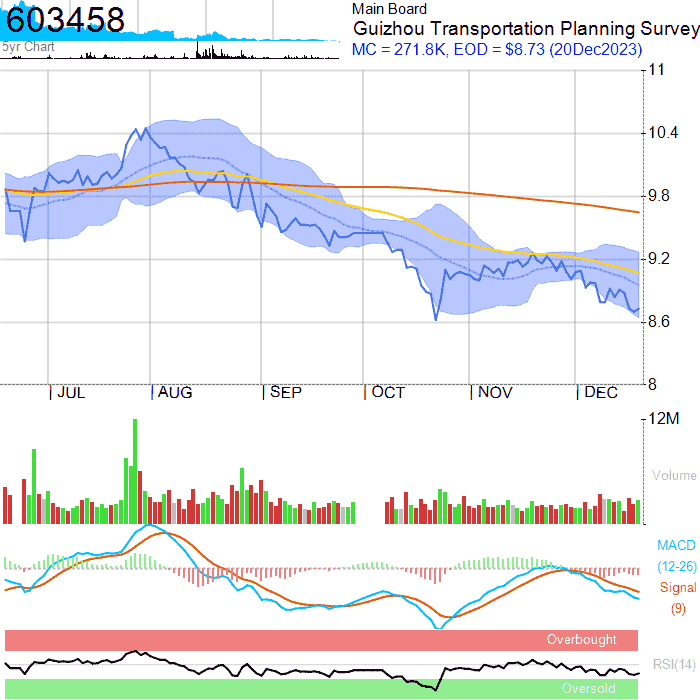 603458
5yr Chart
Main Board
Guizhou Transportation Planning Survey
MC = 271.8K, EOD = $8.73 (20Dec2023)
11
10.4
9.8
9.2
8.6
8
JUL AUG SEP OCT NOV DEC
12M
Volume
MACD
(12-26)
Signal
(9)
Overbought
RSI(14)
Oversold